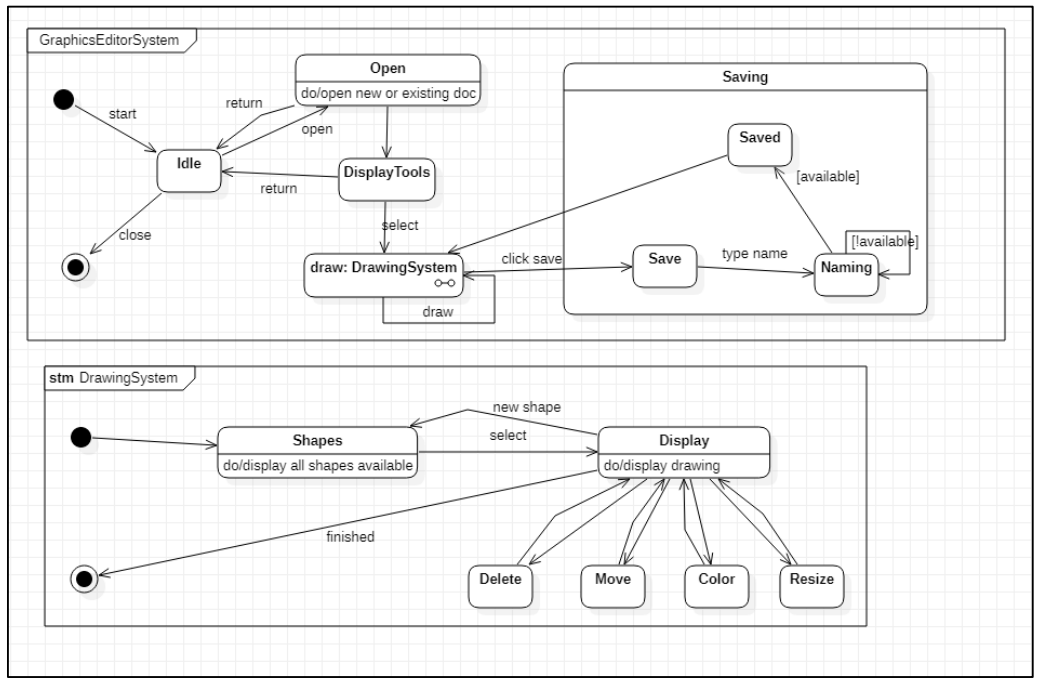 GraphicsEditorSystem
Open
do/open new or existing doc
return
start
open
Idle
DisplayTools
return
close
select
draw: DrawingSystem
draw
click save
Saving
Saved
[available]
[!available]
Save
type name
Naming
stm DrawingSystem
new shape
Shapes
do/display all shapes available
select
Display
do/display drawing
finished
Delete
Move
Color
Resize